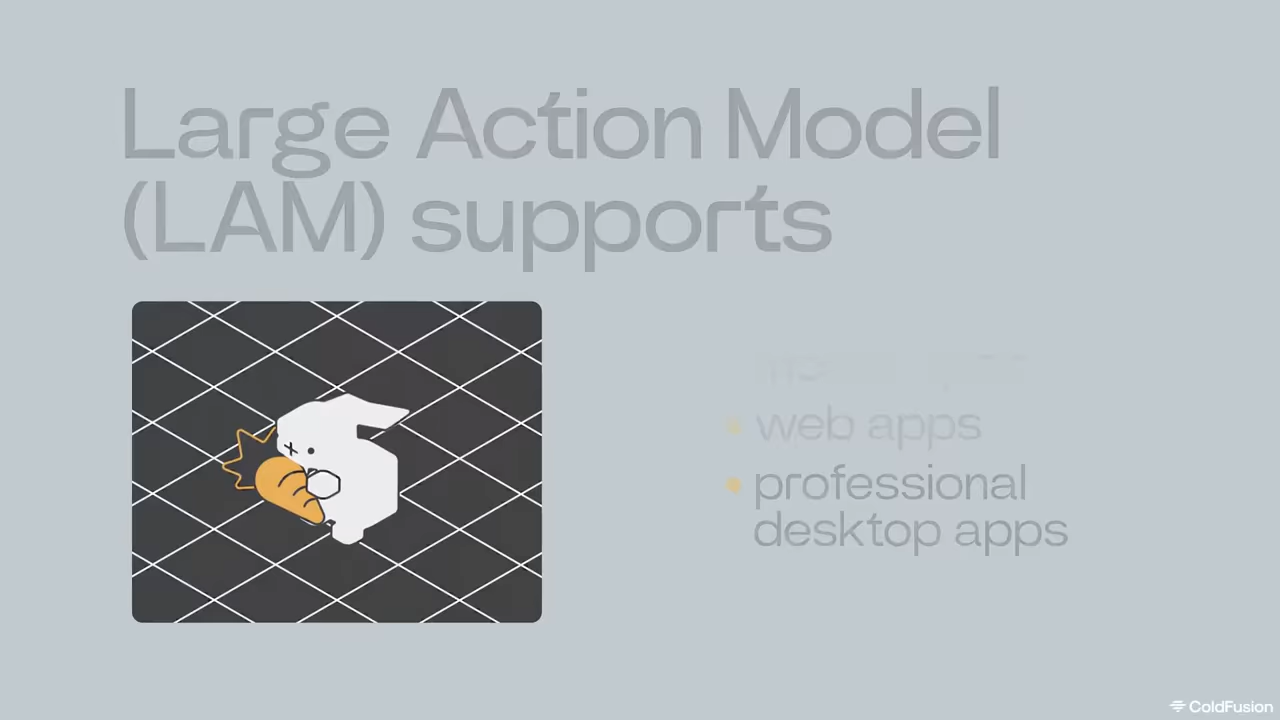 Large Action Model
(LAM) supports
web apps
professional
desktop apps
ColdFusion